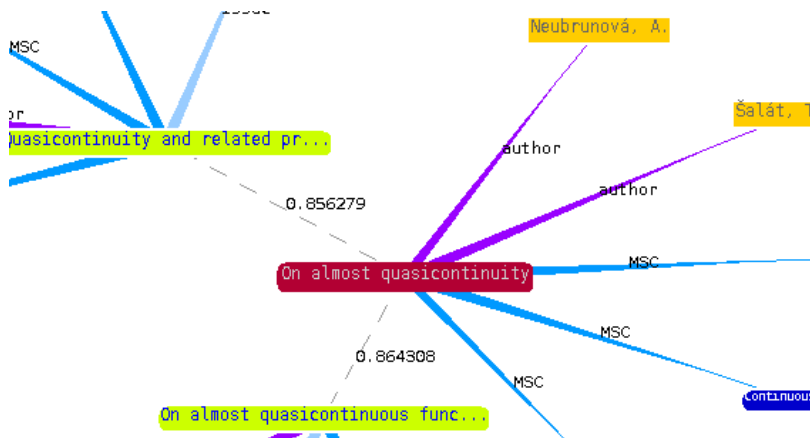 MSC
Neubrunová, A.
Šalát, T
Quasicontinuity and related pr...
author
author
0.856279
MSC
On almost quasicontinuity
MSC
0.864308
MSC
Continuous
On almost quasicontinuous func...